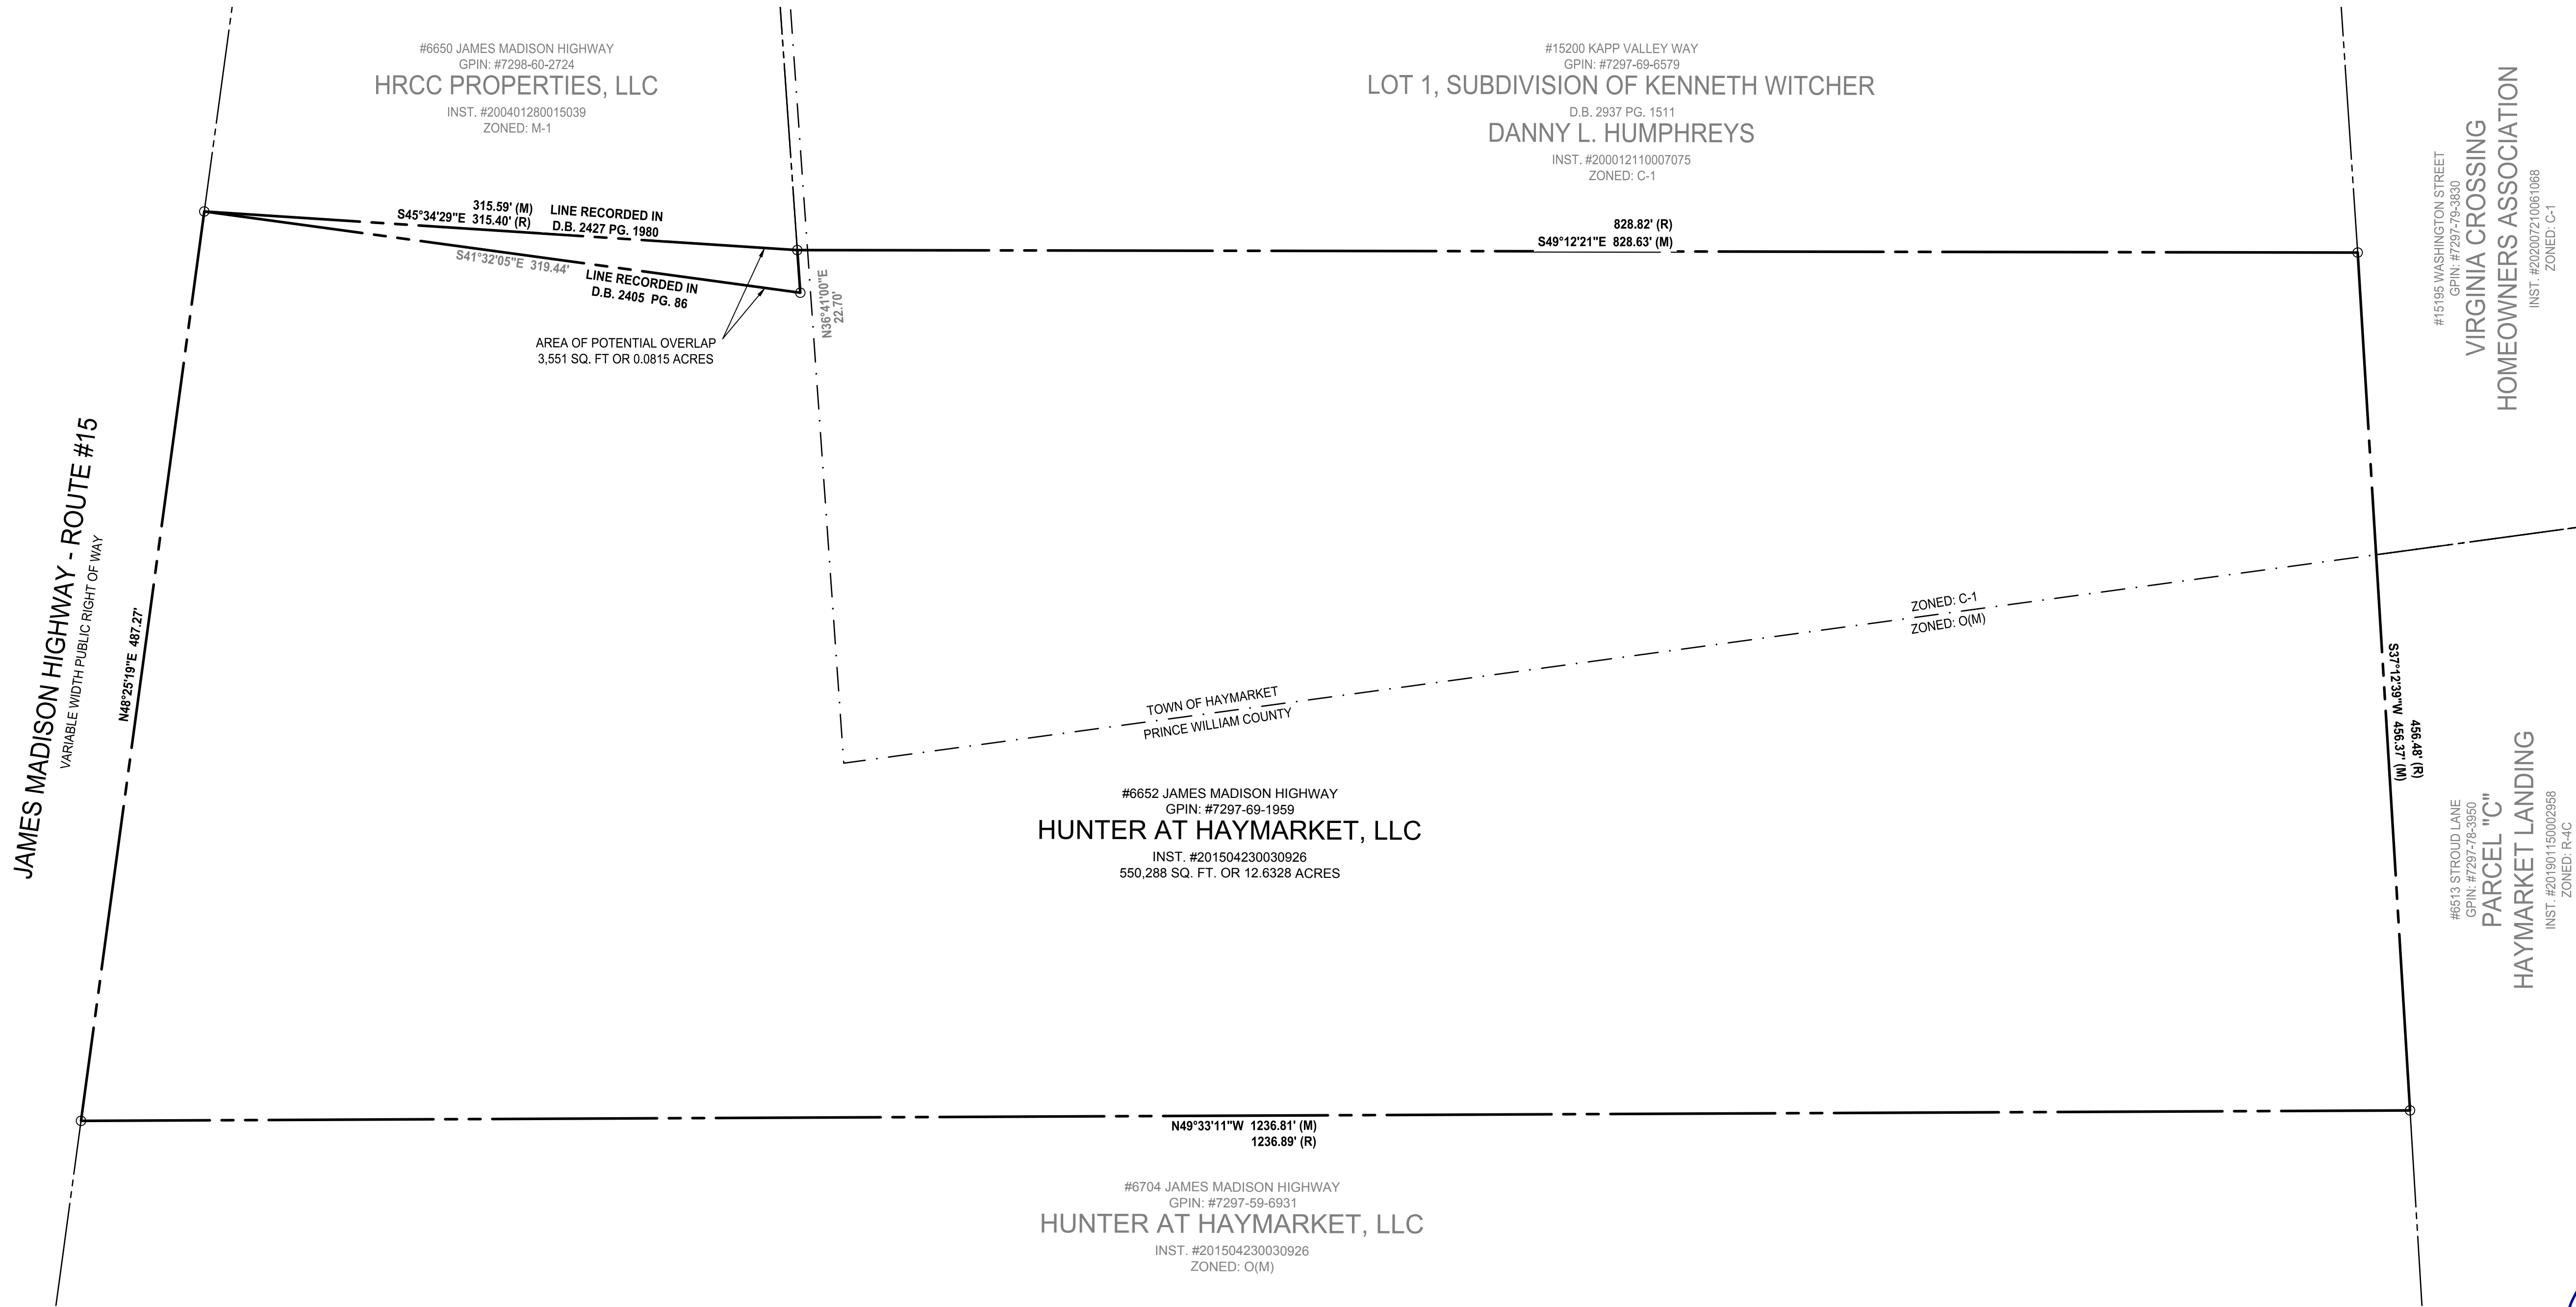 #6650 JAMES MADISON HIGHWAY
GPIN: #7298-60-2724
HRCC PROPERTIES, LLC
INST. #200401280015039
ZONED: M-1
#15200 KAPP VALLEY WAY
GPIN: #7297-69-6579
LOT 1, SUBDIVISION OF KENNETH WITCHER
D.B. 2937 PG. 1511
DANNY L. HUMPHREYS
INST. #200012110007075
ZONED: C-1
#15195 WASHINGTON STREET
GPIN: #7297-79-3830
VIRGINIA CROSSING
HOMEOWNERS ASSOCIATION
INST. #202007210061068
ZONED: C-1
315.59' (M)
S45°34'29"E 315.40' (R)
LINE RECORDED IN
D.B. 2427 PG. 1980
S41°32'05"E 319.44'
LINE RECORDED IN
D.B. 2405 PG. 86
N36°41'00"E
22.70'
828.82' (R)
S49°12'21"E 828.63' (M)
AREA OF POTENTIAL OVERLAP
3,551 SQ. FT OR 0.0815 ACRES
JAMES MADISON HIGHWAY - ROUTE #15
VARIABLE WIDTH PUBLIC RIGHT OF WAY
N48°25'19"E 487.27'
ZONED: C-1
ZONED: O(M)
TOWN OF HAYMARKET
PRINCE WILLIAM COUNTY
456.48' (R)
S37°12'39"W 456.37' (M)
#6513 STROUD LANE
GPIN: #7297-78-3950
PARCEL "C"
HAYMARKET LANDING
INST. #201901150002958
ZONED: R-4C
#6652 JAMES MADISON HIGHWAY
GPIN: #7297-69-1959
HUNTER AT HAYMARKET, LLC
INST. #201504230030926
550,288 SQ. FT. OR 12.6328 ACRES
N49°33'11"W 1236.81' (M)
1236.89' (R)
#6704 JAMES MADISON HIGHWAY
GPIN: #7297-59-6931
HUNTER AT HAYMARKET, LLC
INST. #201504230030926
ZONED: O(M)